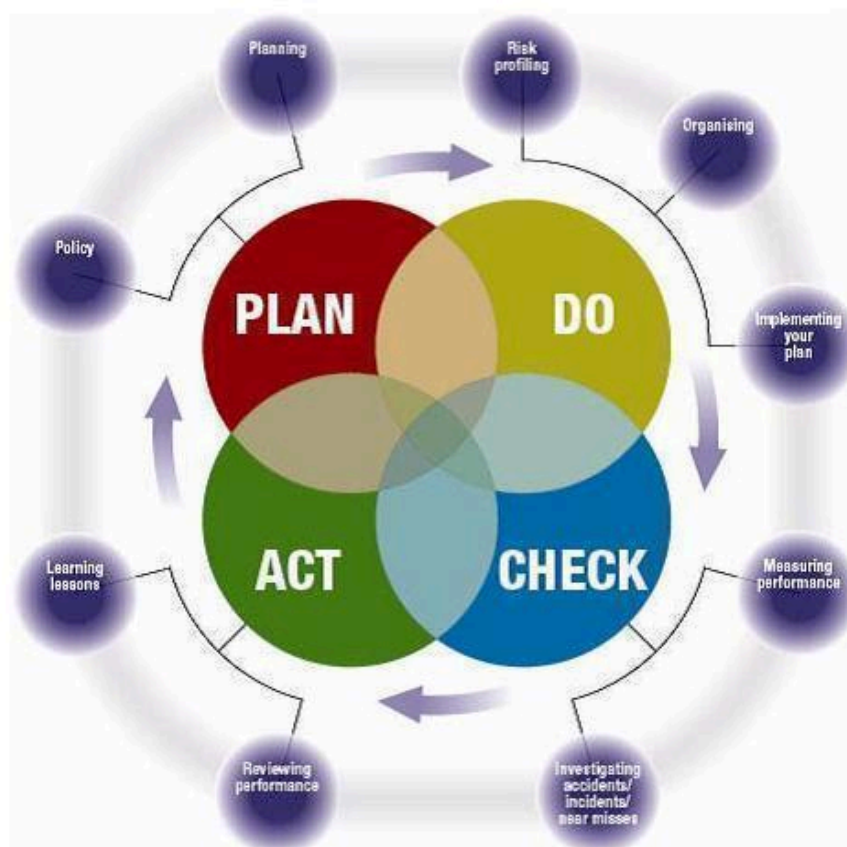 Planning
Risk
profiling
Organising
Policy
PLAN
DO
Implementing
your
plan
ACT
CHECK
Learning
lessons
Measuring
performance
Reviewing
performance
Investigating
accidents/
incidents/
near misses